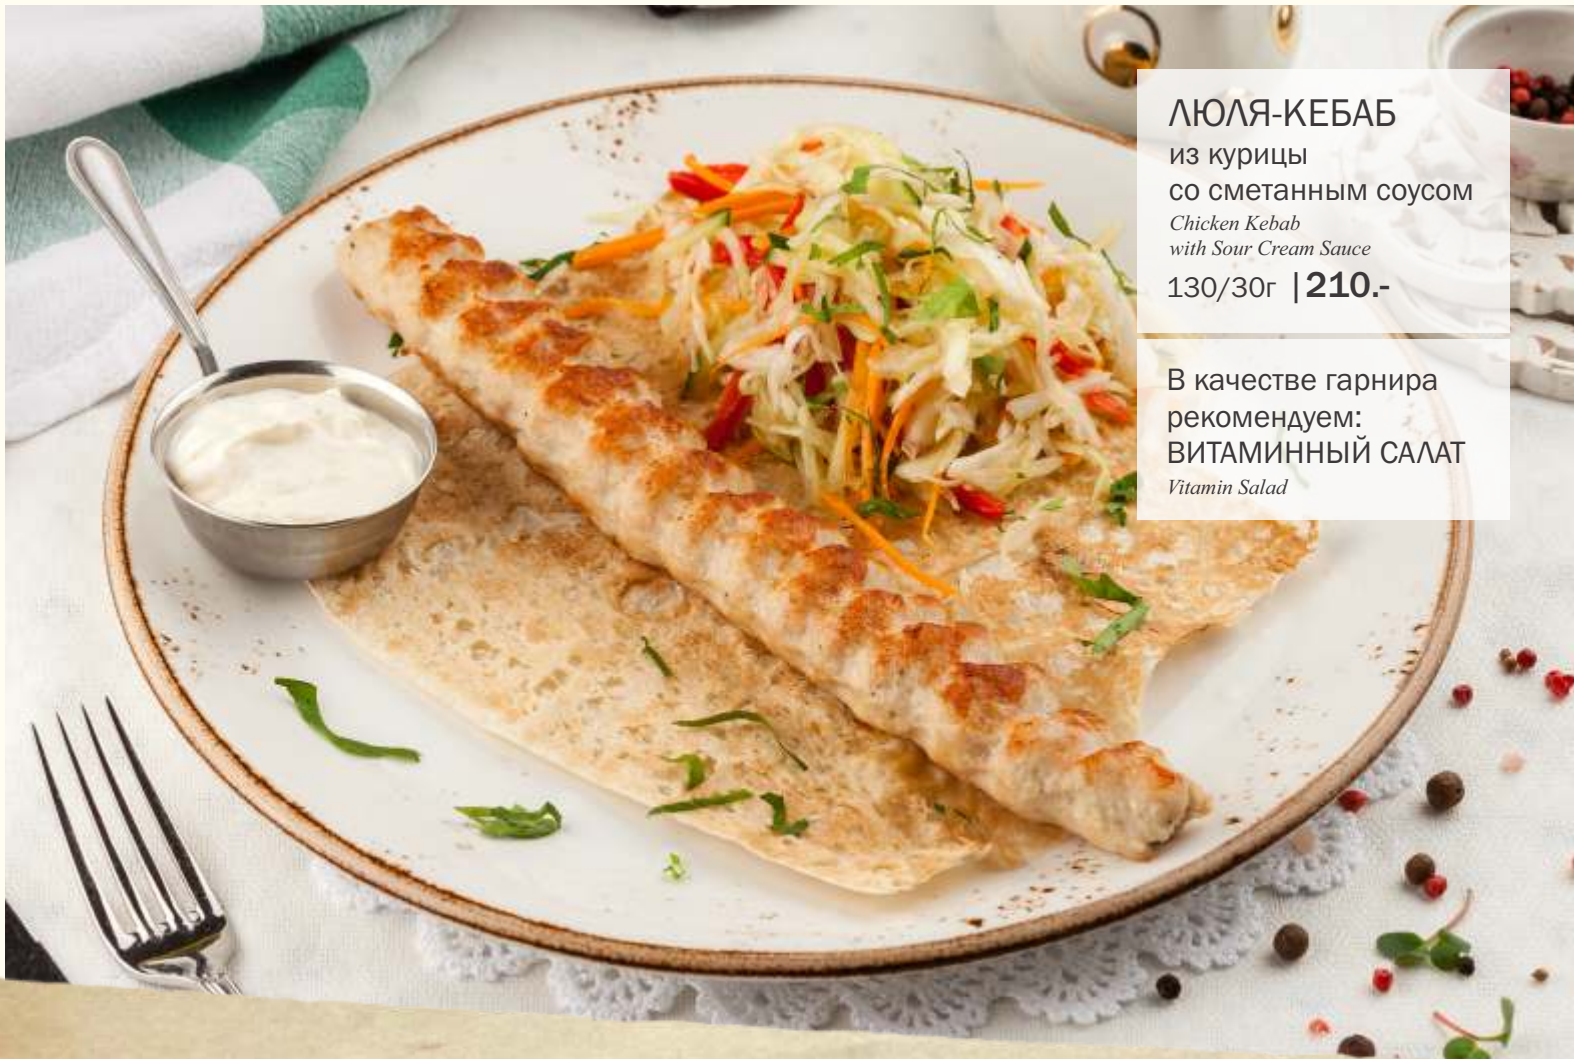 ЛЮЛЯ-КЕБАБ
из курицы
со сметанным соусом
Chicken Kebab
with Sour Cream Sauce
130/30г |210.-
В качестве гарнира
рекомендуем:
ВИТАМИННЫЙ САЛАТ
Vitamin Salad